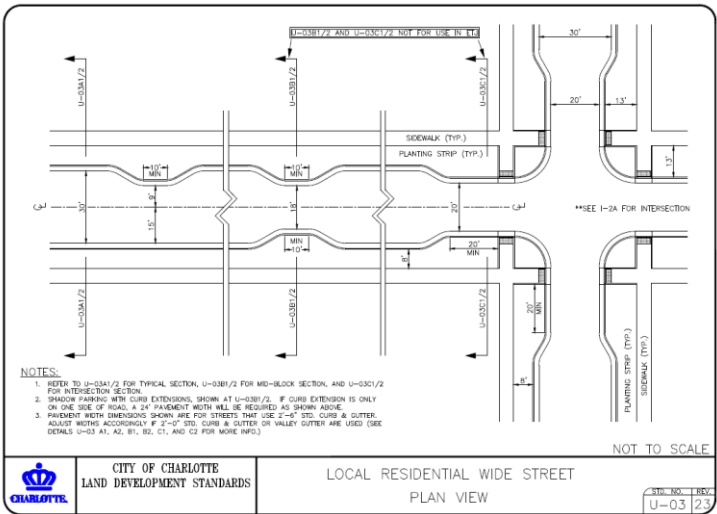 U-03B1/2 AND U-03C1/2 NOT FOR USE IN ETJ
30'
U-03A1/2
U-03B1/2
U-03C1/2
20'
13'
SIDEWALK (TYP.)
PLANTING STRIP (TYP.)
13'
10'
MIN
10'
MIN
30'
9'
15'
18'
20'
**SEE I-2A FOR INTERSECTION
MIN
10'
20'
MIN
8'
U-03A1/2
U-03B1/2
U-03C1/2
20'
MIN
8'
PLANTING STRIP (TYP.)
SIDEWALK (TYP.)
NOTES:
1. REFER TO U-03A1/2 FOR TYPICAL SECTION, U-03B1/2 FOR MID-BLOCK SECTION, AND U-03C1/2
FOR INTERSECTION SECTION.
2. SHADOW PARKING WITH CURB EXTENSIONS, SHOWN AT U-03B1/2. IF CURB EXTENSION IS ONLY
ON ONE SIDE OF ROAD, A 24' PAVEMENT WIDTH WILL BE REQUIRED AS SHOWN ABOVE.
3. PAVEMENT WIDTH DIMENSIONS SHOWN ARE FOR STREETS THAT USE 2'-6" STD. CURB & GUTTER.
ADJUST WIDTHS ACCORDINGLY IF 2'-0" STD. CURB & GUTTER OR VALLEY GUTTER ARE USED (SEE
DETAILS U-03 A1, A2, B1, B2, C1, AND C2 FOR MORE INFO.)
NOT TO SCALE
CHARLOTTE.
CITY OF CHARLOTTE
LAND DEVELOPMENT STANDARDS
LOCAL RESIDENTIAL WIDE STREET
PLAN VIEW
STD. NO. REV.
U-03 23